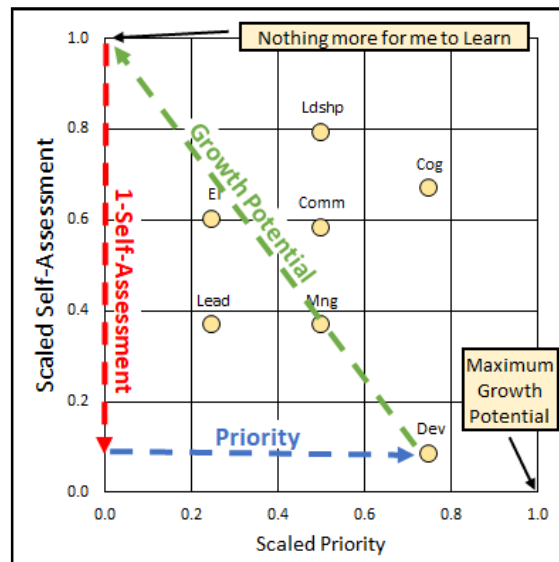 Nothing more for me to Learn
1.0
0.8
0.6
0.4
0.2
0.0
Scaled Self-Assessment
1-Self-Assessment
Growth Potential
Priority
Ldshp
Cog
EI
Comm
Lead
Mng
Dev
Maximum
Growth
Potential
0.0 0.2 0.4 0.6 0.8 1.0
Scaled Priority